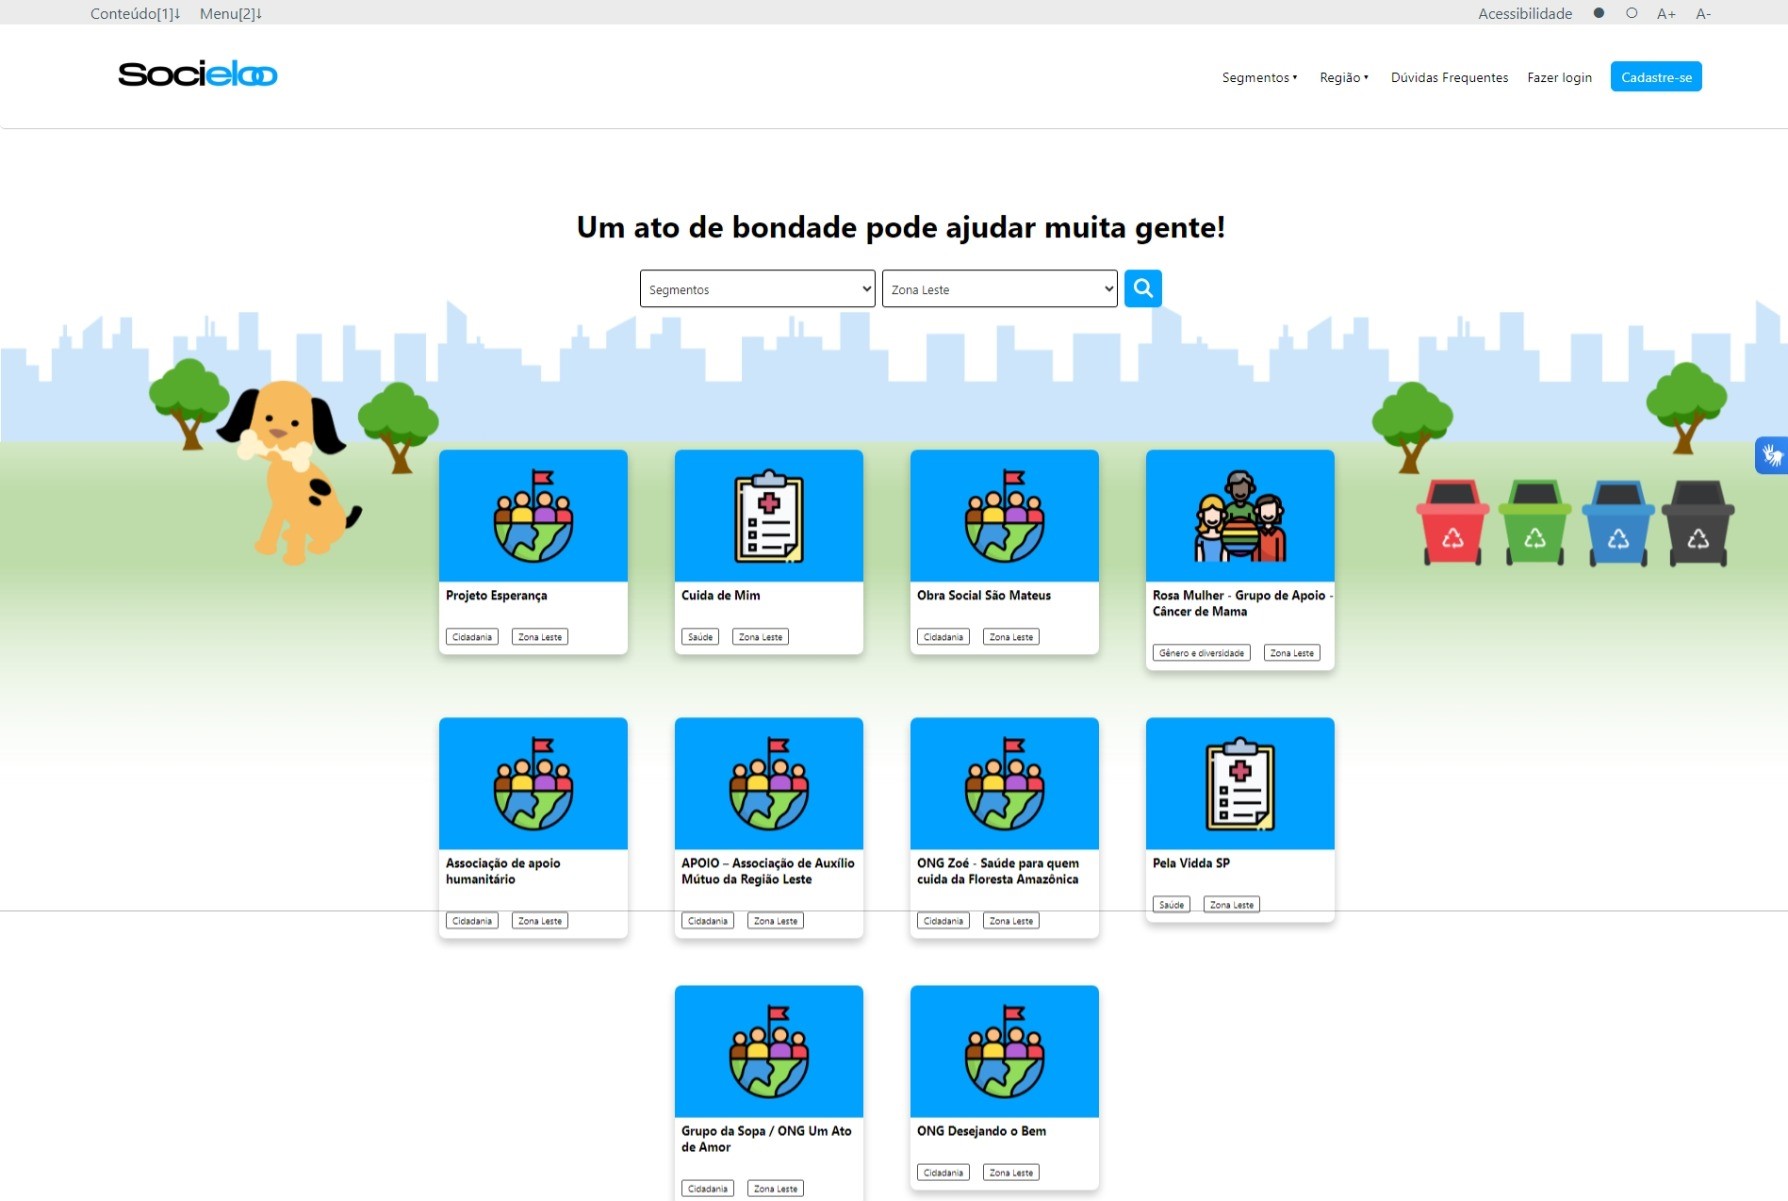 Conteúdo[1]↓ Menu[2]↓ Acessibilidade A+ A-
Socieloo
Segmentos▾ Região▾ Dúvidas Frequentes Fazer login Cadastre-se
Um ato de bondade pode ajudar muita gente!
Segmentos Zona Leste
Projeto Esperança
Cidadania Zona Leste
Cuida de Mim
Saúde Zona Leste
Obra Social São Mateus
Cidadania Zona Leste
Rosa Mulher - Grupo de Apoio -
Câncer de Mama
Gênero e diversidade Zona Leste
Associação de apoio
humanitário
Cidadania Zona Leste
APOIO – Associação de Auxílio
Mútuo da Região Leste
Cidadania Zona Leste
ONG Zoé - Saúde para quem
cuida da Floresta Amazônica
Cidadania Zona Leste
Pela Vidda SP
Saúde Zona Leste
Grupo da Sopa / ONG Um Ato
de Amor
Cidadania Zona Leste
ONG Desejando o Bem
Cidadania Zona Leste